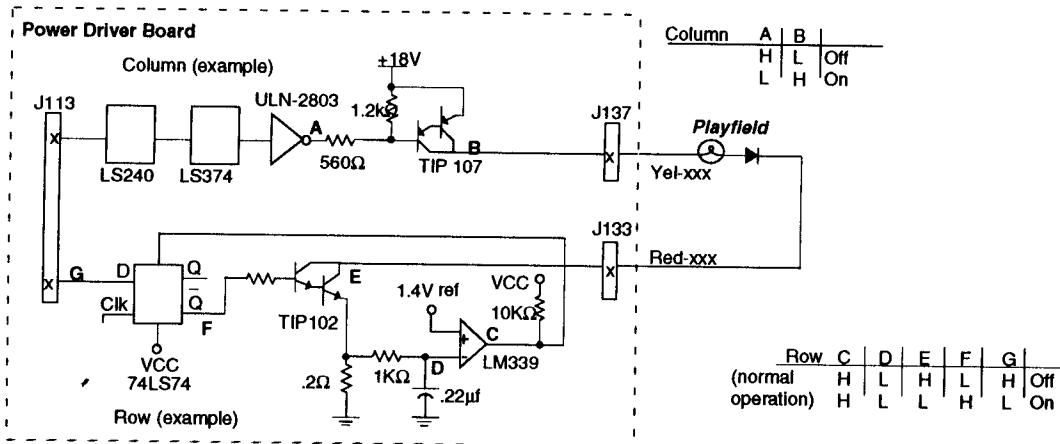 Power Driver Board
Column (example)
+18V
J113
ULN-2803
A
1.2kΩ
B
560Ω
TIP 107
LS240
LS374
J137
Playfield
Yel-xxx
Column A B
H L Off
L H On
J133
Red-xxx
G
D
Q
Q̅
Clk
F
E
TIP102
1.4V ref
VCC
10KΩ
C
D
LM339
VCC
74LS74
.2Ω
1KΩ
.22µf
Row (example)
Row C D E F G
(normal H L H L H Off
operation) H L L H L On